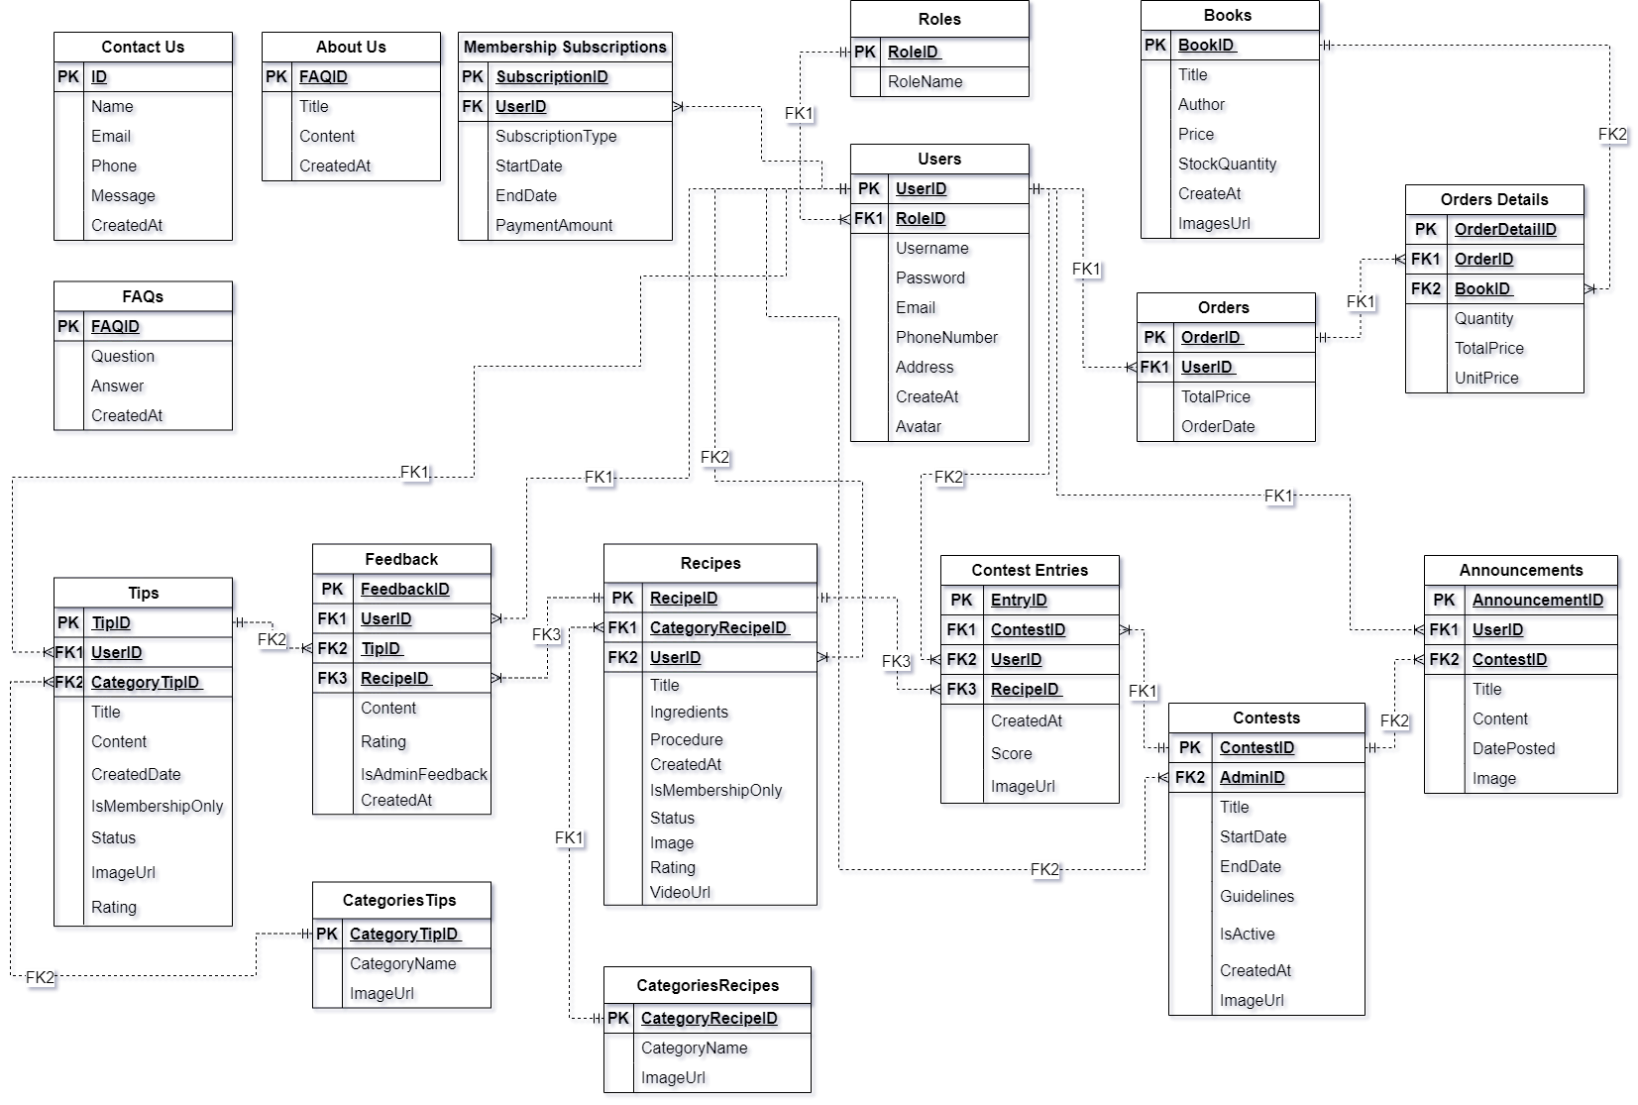 Contact Us
PK ID
Name
Email
Phone
Message
CreatedAt
About Us
PK FAQID
Title
Content
CreatedAt
Membership Subscriptions
PK SubscriptionID
FK UserID
SubscriptionType
StartDate
EndDate
PaymentAmount
Roles
PK RoleID
RoleName
FK1
Books
PK BookID
Title
Author
Price
StockQuantity
CreateAt
ImagesUrl
FK2
Users
PK UserID
FK1 RoleID
Username
Password
Email
PhoneNumber
Address
CreateAt
Avatar
Orders Details
PK OrderDetailID
FK1 OrderID
FK2 BookID
Quantity
TotalPrice
UnitPrice
FK1
FK1
Orders
PK OrderID
FK1 UserID
TotalPrice
OrderDate
FAQs
PK FAQID
Question
Answer
CreatedAt
FK1
FK1
FK2
FK2
FK1
Tips
PK TipID
FK1 UserID
FK2 CategoryTipID
Title
Content
CreatedDate
IsMembershipOnly
Status
ImageUrl
Rating
FK2
Feedback
PK FeedbackID
FK1 UserID
FK2 TipID
FK3 RecipeID
Content
Rating
IsAdminFeedback
CreatedAt
FK3
Recipes
PK RecipeID
FK1 CategoryRecipeID
FK2 UserID
Title
Ingredients
Procedure
CreatedAt
IsMembershipOnly
Status
Image
Rating
VideoUrl
FK3
Contest Entries
PK EntryID
FK1 ContestID
FK2 UserID
FK3 RecipeID
CreatedAt
Score
ImageUrl
FK1
Contests
PK ContestID
FK2 AdminID
Title
StartDate
EndDate
Guidelines
IsActive
CreatedAt
ImageUrl
FK2
Announcements
PK AnnouncementID
FK1 UserID
FK2 ContestID
Title
Content
DatePosted
Image
FK1
FK2
CategoriesTips
PK CategoryTipID
CategoryName
ImageUrl
FK2
CategoriesRecipes
PK CategoryRecipeID
CategoryName
ImageUrl